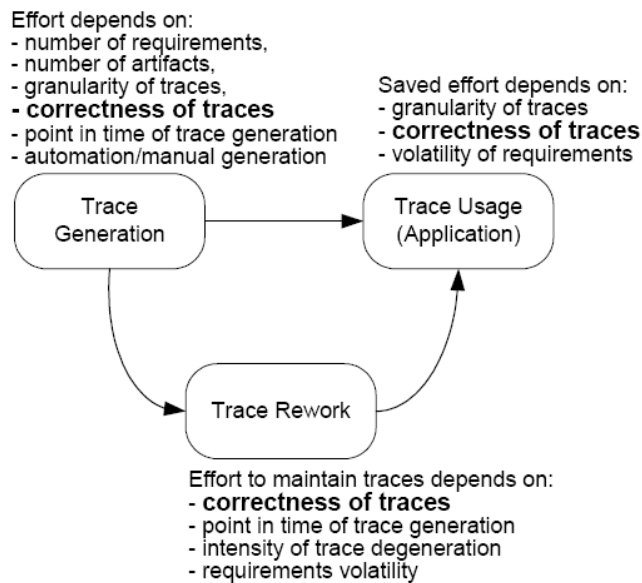 Effort depends on:
- number of requirements,
- number of artifacts,
- granularity of traces,
- correctness of traces
- point in time of trace generation
- automation/manual generation
Saved effort depends on:
- granularity of traces
- correctness of traces
- volatility of requirements
Trace
Generation
Trace Usage
(Application)
Trace Rework
Effort to maintain traces depends on:
- correctness of traces
- point in time of trace generation
- intensity of trace degeneration
- requirements volatility